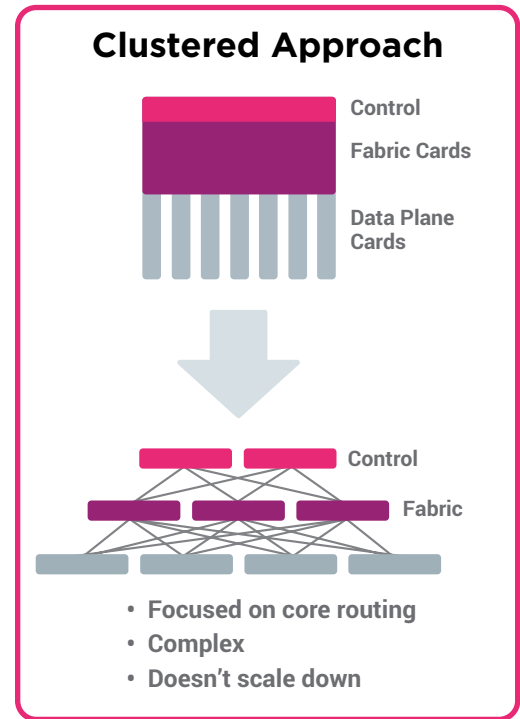 Clustered Approach
Control
Fabric Cards
Data Plane
Cards
Control
Fabric
• Focused on core routing
• Complex
• Doesn’t scale down